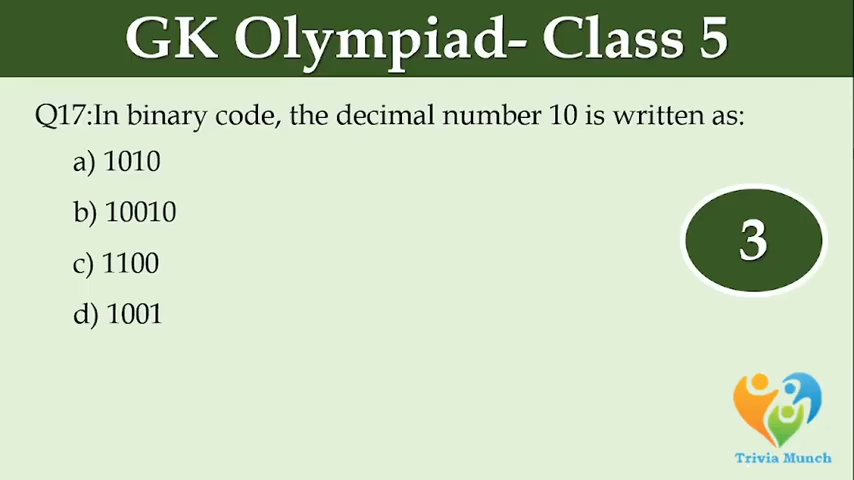 GK Olympiad- Class 5
Q17:In binary code, the decimal number 10 is written as:
a) 1010
b) 10010
c) 1100
d) 1001
3
Trivia Munch